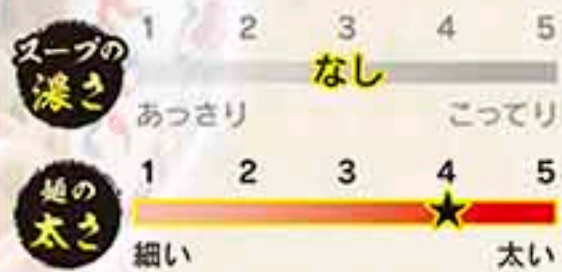 スープの
濃さ
1 2 3 4 5
なし
あっさり こってり
麺の
太さ
1 2 3 4 5
細い 太い